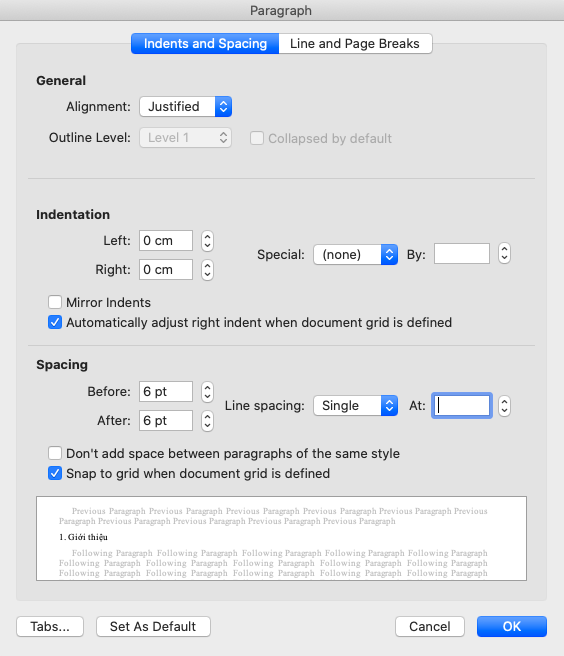 Paragraph
Indents and Spacing Line and Page Breaks
General
Alignment: Justified
Outline Level: Level 1 Collapsed by default
Indentation
Left: 0 cm
Right: 0 cm
Special: (none) By:
Mirror Indents
Automatically adjust right indent when document grid is defined
Spacing
Before: 6 pt
After: 6 pt
Line spacing: Single At:
Don't add space between paragraphs of the same style
Snap to grid when document grid is defined
Previous Paragraph Previous Paragraph Previous Paragraph Previous Paragraph Previous Paragraph Previous
Paragraph Previous Paragraph Previous Paragraph Previous Paragraph Previous Paragraph
1. Giới thiệu
Following Paragraph Following Paragraph Following Paragraph Following Paragraph Following Paragraph
Following Paragraph Following Paragraph Following Paragraph Following Paragraph Following Paragraph
Following Paragraph Following Paragraph Following Paragraph Following Paragraph Following Paragraph
Tabs... Set As Default Cancel OK